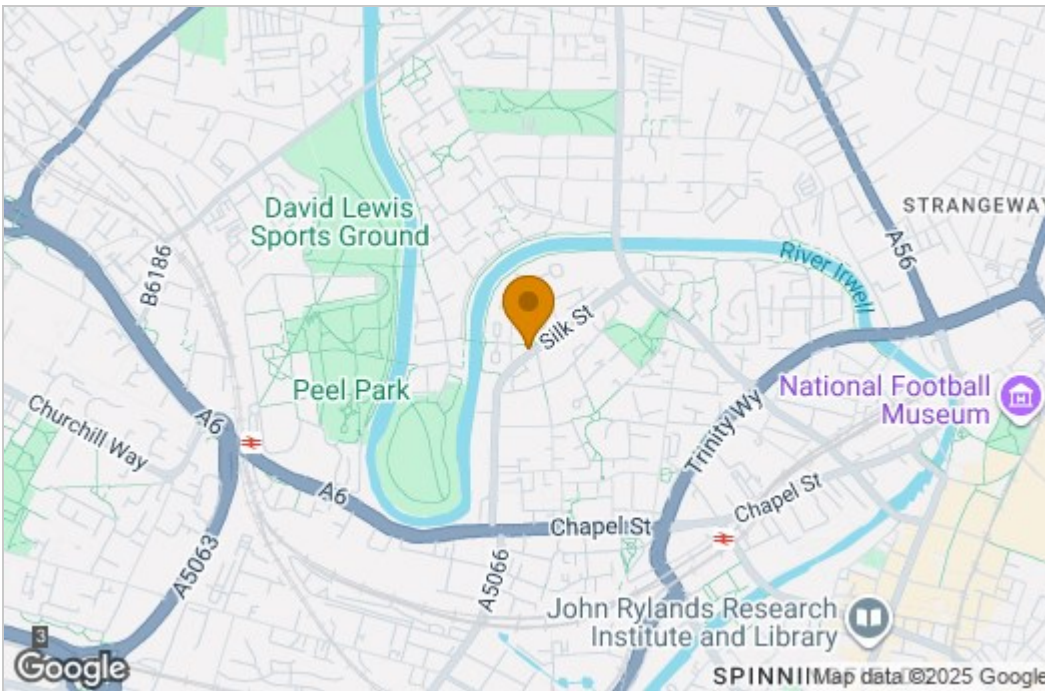 David Lewis
Sports Ground
STRANGEWAY
A56
River Irwell
B6186
Silk St
Peel Park
National Football
Museum
Trinity Wy
Churchill Way
A6
A6
Chapel St
Chapel St
A5063
A5066
John Rylands Research
Institute and Library
3
Google
Map data ©2025 Google